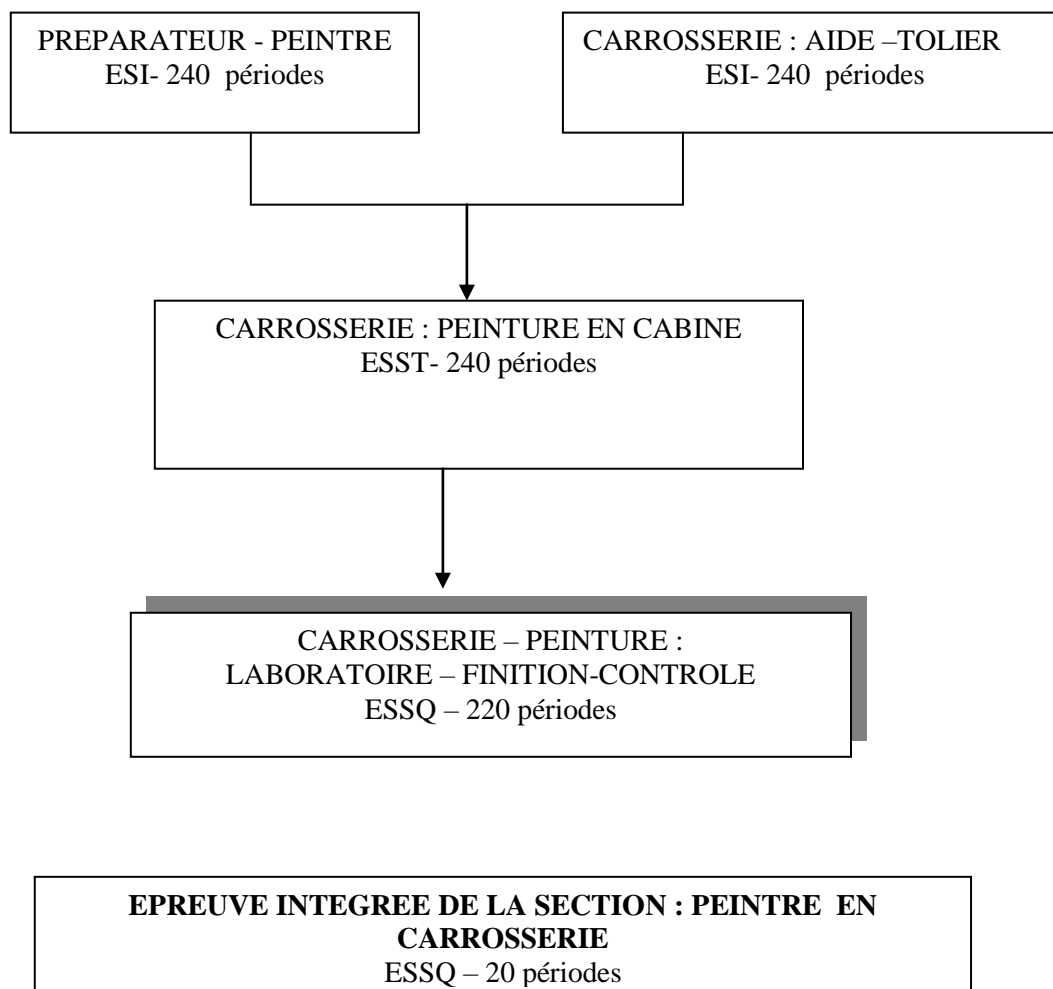 PREPARATEUR - PEINTRE
ESI- 240 périodes
CARROSSERIE : AIDE –TOLIER
ESI- 240 périodes
CARROSSERIE : PEINTURE EN CABINE
ESST- 240 périodes
CARROSSERIE – PEINTURE :
LABORATOIRE – FINITION-CONTROLE
ESSQ – 220 périodes
EPREUVE INTEGREE DE LA SECTION : PEINTRE EN
CARROSSERIE
ESSQ – 20 périodes